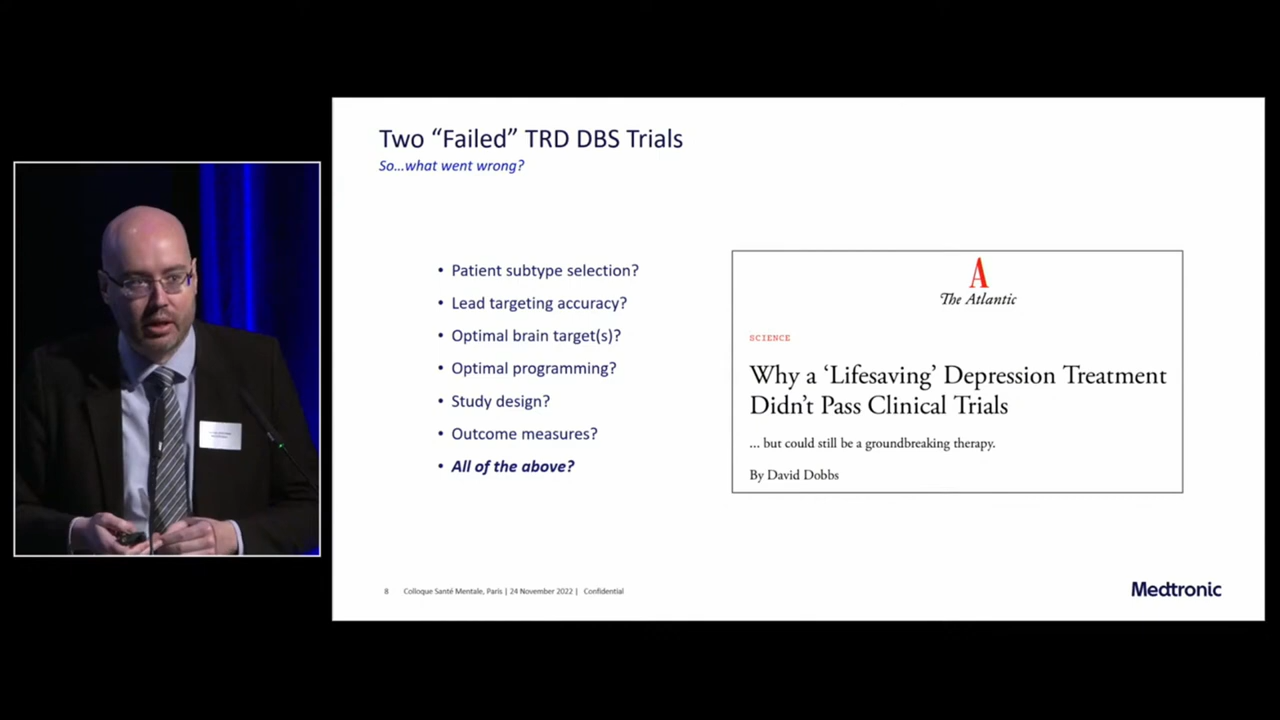 Two “Failed” TRD DBS Trials
So...what went wrong?
• Patient subtype selection?
• Lead targeting accuracy?
• Optimal brain target(s)?
• Optimal programming?
• Study design?
• Outcome measures?
• All of the above?
A
The Atlantic
SCIENCE
Why a ‘Lifesaving’ Depression Treatment
Didn’t Pass Clinical Trials
... but could still be a groundbreaking therapy.
By David Dobbs
8 Colloque Santé Mentale, Paris | 24 November 2022 | Confidential
Medtronic